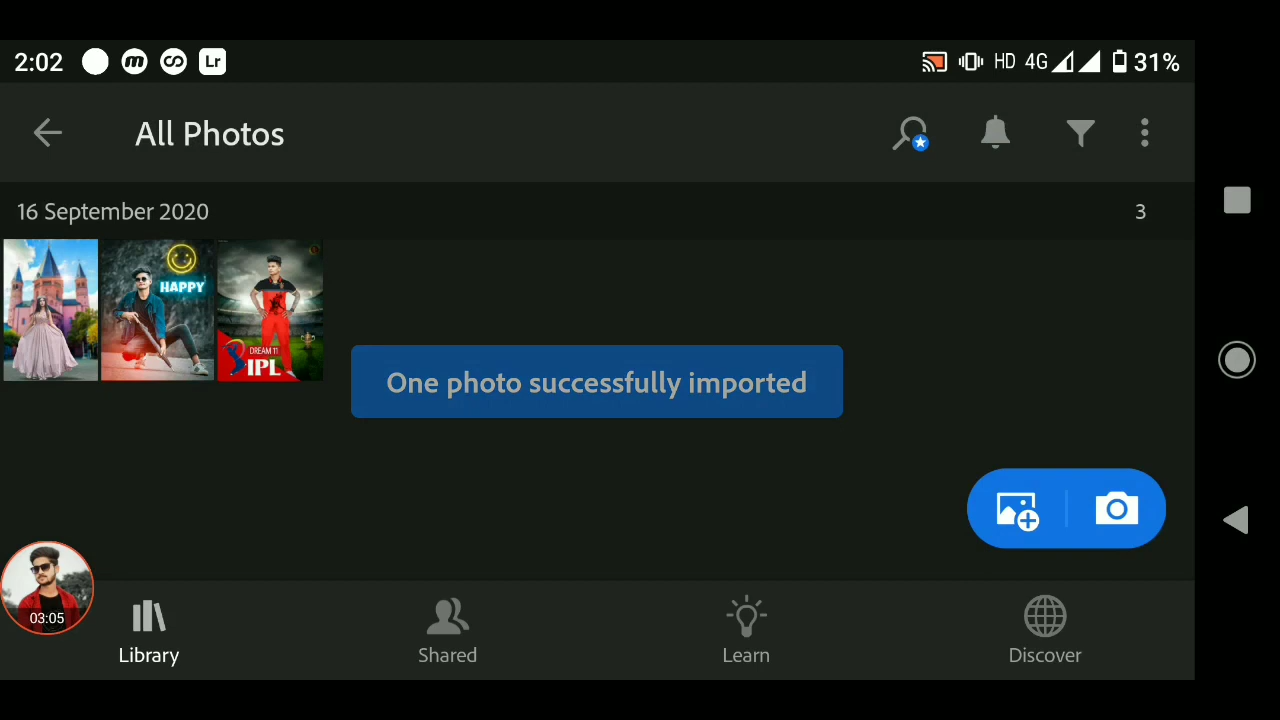 2:02 m Lr HD 4G 31%
All Photos
16 September 2020 3
HAPPY
DREAM 11
IPL
One photo successfully imported
03:05
Library Shared Learn Discover